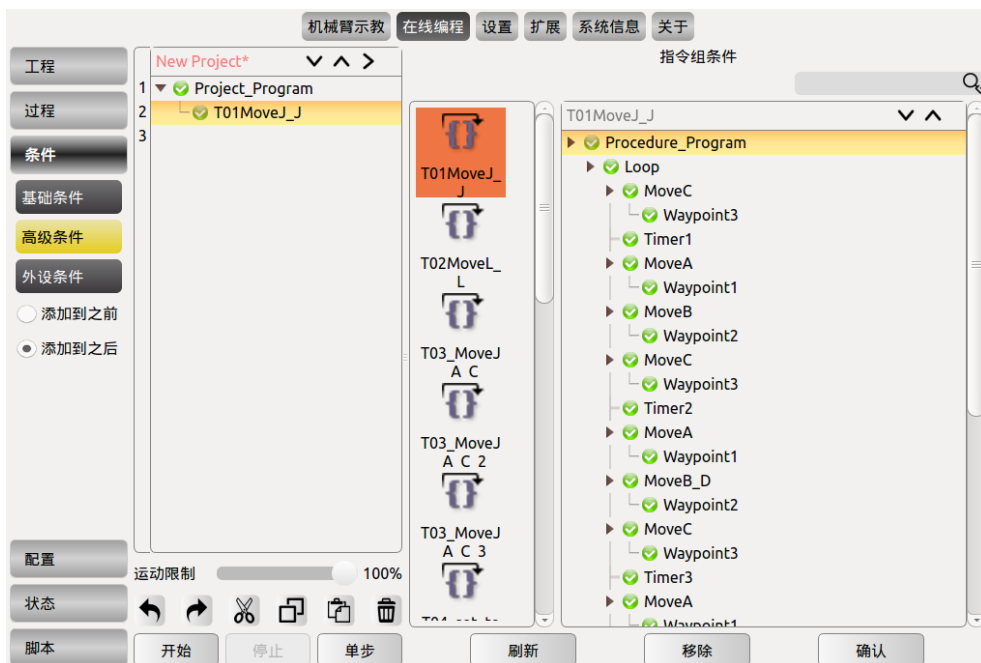 机械臂示教 在线编程 设置 扩展 系统信息 关于
工程
过程
条件
基础条件
高级条件
外设条件
添加到之前
添加到之后
配置
状态
脚本
New Project*
1 Project_Program
2 T01MoveJ_J
3
运动限制 100%
开始 停止 单步
指令组条件
T01MoveJ_
J
T02MoveL_
L
T03_MoveJ
A C
T03_MoveJ
A C 2
T03_MoveJ
A C 3
T01MoveJ_J
Procedure_Program
Loop
MoveC
Waypoint3
Timer1
MoveA
Waypoint1
MoveB
Waypoint2
MoveC
Waypoint3
Timer2
MoveA
Waypoint1
MoveB_D
Waypoint2
MoveC
Waypoint3
Timer3
MoveA
Waypoint1
刷新 移除 确认